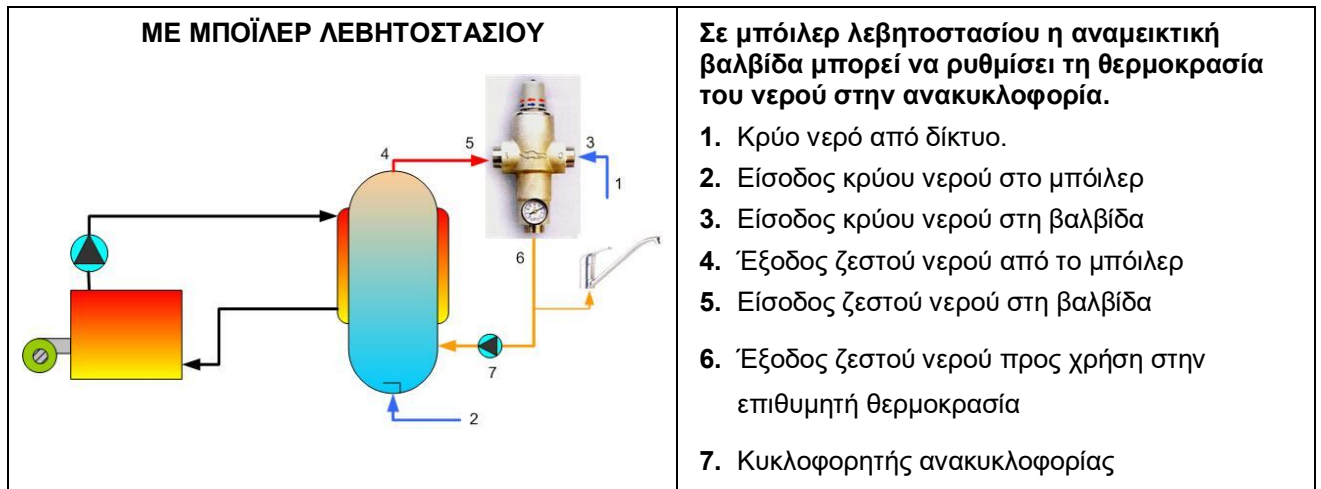 ΜΕ ΜΠΟΪΛΕΡ ΛΕΒΗΤΟΣΤΑΣΙΟΥ
4
5
3
1
6
7
2
Σε μπόιλερ λεβητοστασίου η αναμεικτική
βαλβίδα μπορεί να ρυθμίσει τη θερμοκρασία
του νερού στην ανακυκλοφορία.
1. Κρύο νερό από δίκτυο.
2. Είσοδος κρύου νερού στο μπόιλερ
3. Είσοδος κρύου νερού στη βαλβίδα
4. Έξοδος ζεστού νερού από το μπόιλερ
5. Είσοδος ζεστού νερού στη βαλβίδα
6. Έξοδος ζεστού νερού προς χρήση στην
επιθυμητή θερμοκρασία
7. Κυκλοφορητής ανακυκλοφορίας